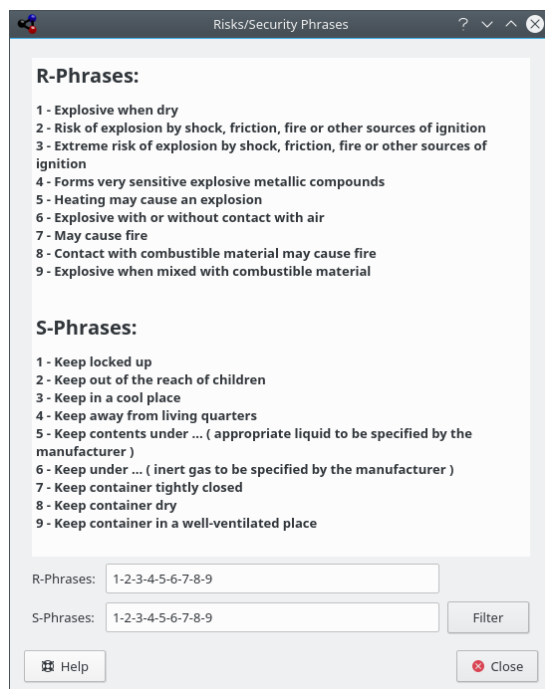 Risks/Security Phrases
R-Phrases:
1 - Explosive when dry
2 - Risk of explosion by shock, friction, fire or other sources of ignition
3 - Extreme risk of explosion by shock, friction, fire or other sources of
ignition
4 - Forms very sensitive explosive metallic compounds
5 - Heating may cause an explosion
6 - Explosive with or without contact with air
7 - May cause fire
8 - Contact with combustible material may cause fire
9 - Explosive when mixed with combustible material
S-Phrases:
1 - Keep locked up
2 - Keep out of the reach of children
3 - Keep in a cool place
4 - Keep away from living quarters
5 - Keep contents under ... ( appropriate liquid to be specified by the
manufacturer )
6 - Keep under ... ( inert gas to be specified by the manufacturer )
7 - Keep container tightly closed
8 - Keep container dry
9 - Keep container in a well-ventilated place
R-Phrases: 1-2-3-4-5-6-7-8-9
S-Phrases: 1-2-3-4-5-6-7-8-9 Filter
Help Close